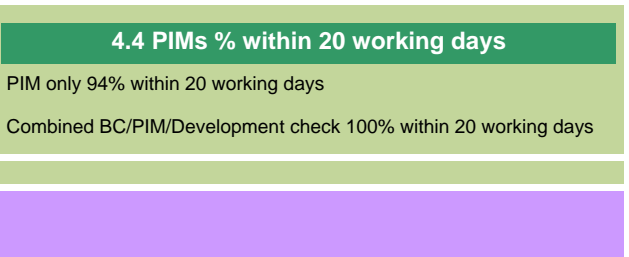 4.4 PIMs % within 20 working days
PIM only 94% within 20 working days
Combined BC/PIM/Development check 100% within 20 working days